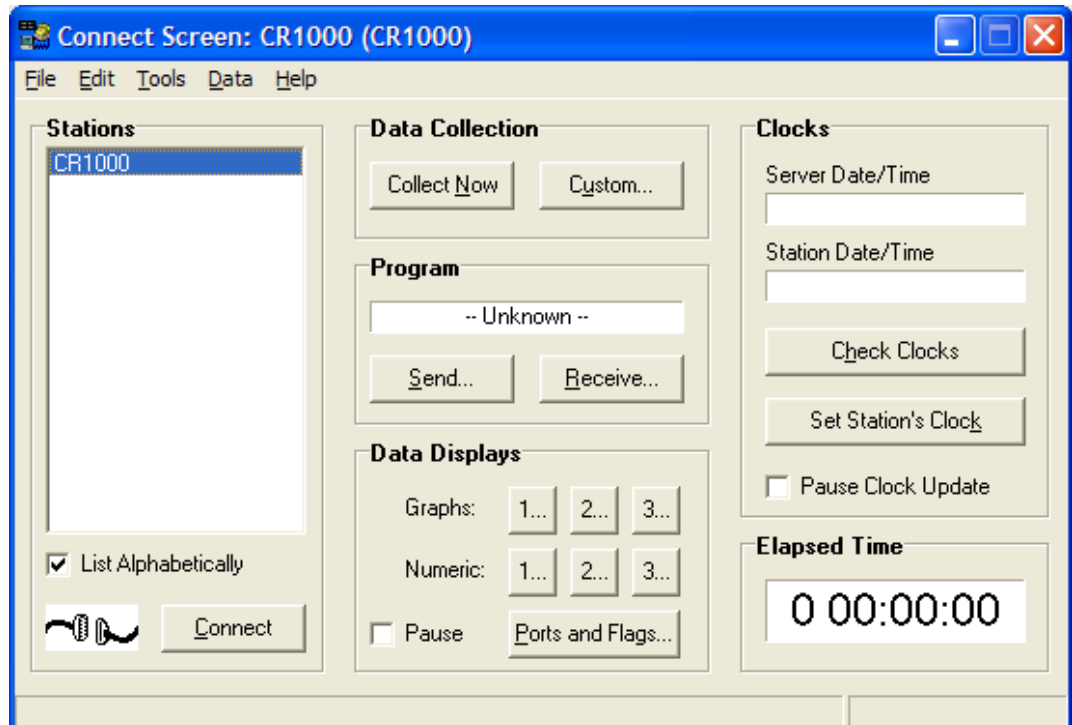 Connect Screen: CR1000 (CR1000)
File Edit Tools Data Help
Stations
CR1000
List Alphabetically
Connect
Data Collection
Collect Now
Custom...
Program
-- Unknown --
Send...
Receive...
Data Displays
Graphs: 1... 2... 3...
Numeric: 1... 2... 3...
Pause
Ports and Flags...
Clocks
Server Date/Time
Station Date/Time
Check Clocks
Set Station's Clock
Pause Clock Update
Elapsed Time
0 00:00:00